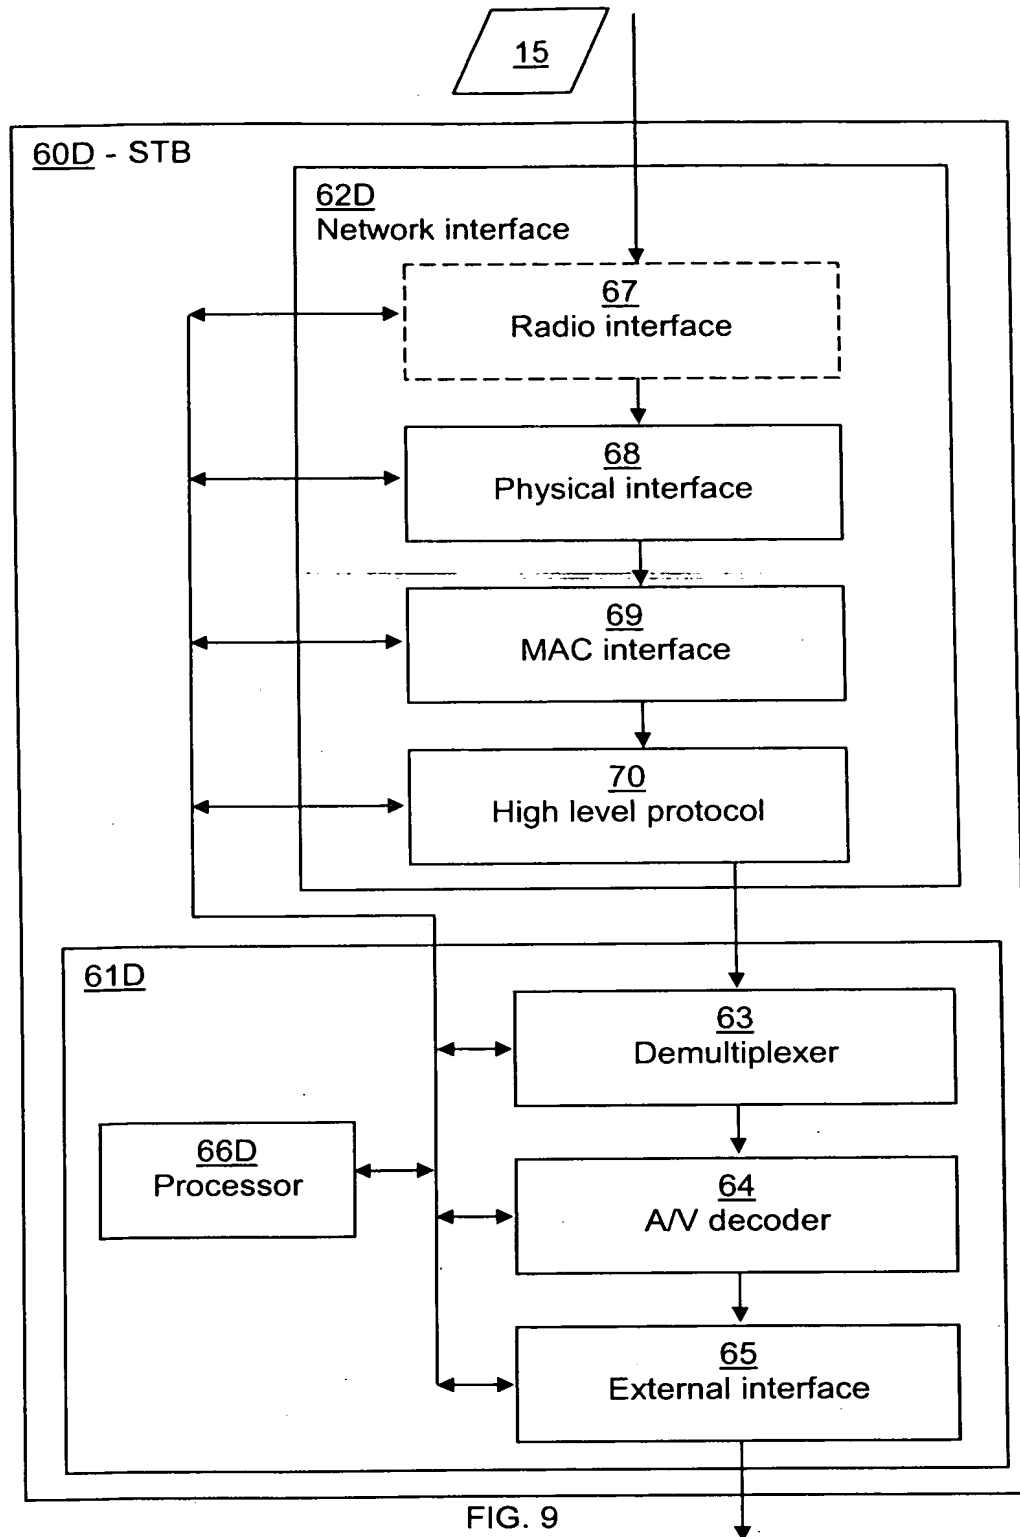 15
60D - STB
62D
Network interface
67
Radio interface
68
Physical interface
69
MAC interface
70
High level protocol
61D
63
Demultiplexer
66D
Processor
64
A/V decoder
65
External interface
FIG. 9